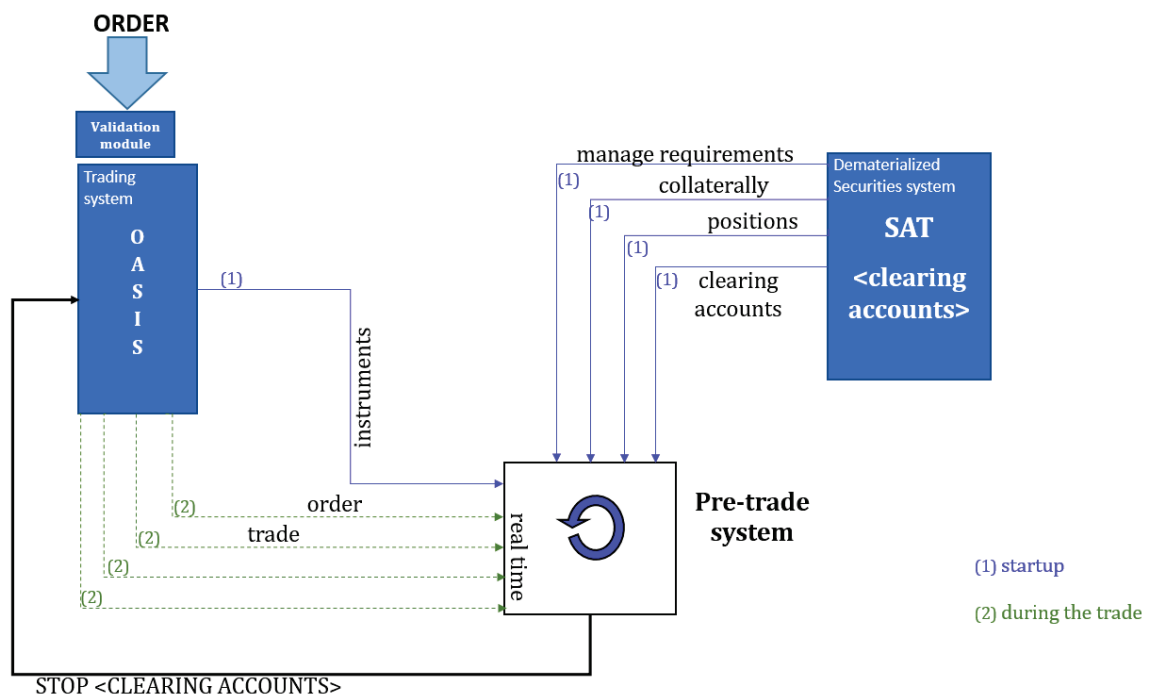 ORDER
Validation
module
Trading
system
O
A
S
I
S
(1)
instruments
manage requirements
(1)
collaterally
(1)
positions
(1)
clearing
accounts
(1)
Dematerialized
Securities system
SAT
<clearing
accounts>
(2)
order
(2)
trade
(2)
(2)
real time
Pre-trade
system
(1) startup
(2) during the trade
STOP <CLEARING ACCOUNTS>